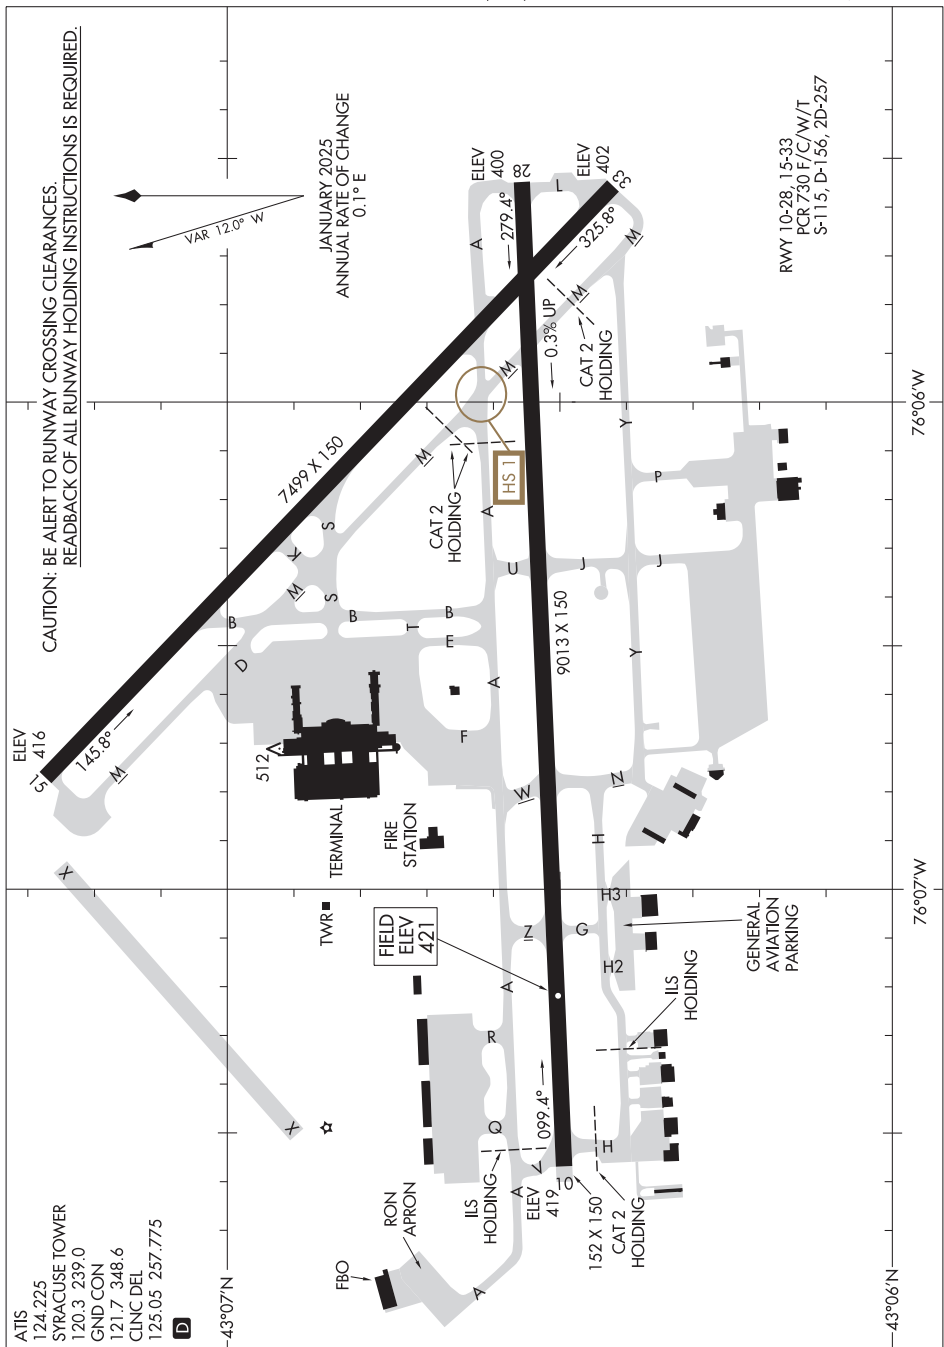 CAUTION: BE ALERT TO RUNWAY CROSSING CLEARANCES.
READBACK OF ALL RUNWAY HOLDING INSTRUCTIONS IS REQUIRED.
ATIS
124.225
SYRACUSE TOWER
120.3 239.0
GND CON
121.7 348.6
CLNC DEL
125.05 257.775
D
VAR 12.0° W
JANUARY 2025
ANNUAL RATE OF CHANGE
0.1° E
ELEV
416
15
145.8°
M
X
X
43°07'N
D
B
M
K
S
S
B
T
B
E
7499 X 150
M
512
TERMINAL
FIRE
STATION
TWR
F
CAT 2
HOLDING
HS 1
M
A
A
ELEV
400
28
279.4°
L
ELEV
402
33
325.8°
M
M
CAT 2
HOLDING
0.3% UP
A
U
J
J
Y
Y
P
9013 X 150
W
N
H
H3
G
Z
H2
FIELD
ELEV
421
A
R
Q
099.4°
ILS
HOLDING
V
A
ELEV
419
10
H
152 X 150
CAT 2
HOLDING
ILS
HOLDING
GENERAL
AVIATION
PARKING
RON
APRON
FBO
A
RWY 10-28, 15-33
PCR 730 F/C/W/T
S-115, D-156, 2D-257
76°06'W
76°07'W
43°06'N